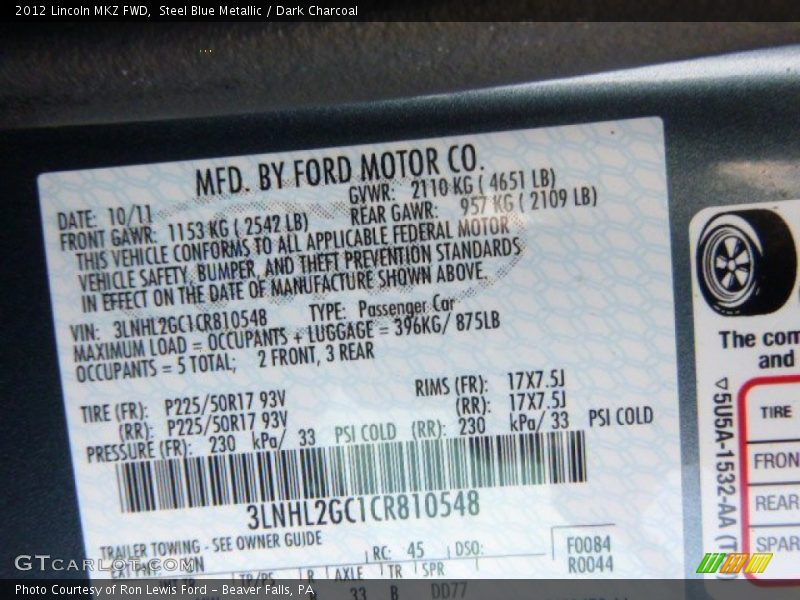 2012 Lincoln MKZ FWD, Steel Blue Metallic / Dark Charcoal
MFD. BY FORD MOTOR CO.
DATE: 10/11 GVWR: 2110 KG ( 4651 LB)
FRONT GAWR: 1153 KG ( 2542 LB) REAR GAWR: 957 KG ( 2109 LB)
THIS VEHICLE CONFORMS TO ALL APPLICABLE FEDERAL MOTOR
VEHICLE SAFETY, BUMPER, AND THEFT PREVENTION STANDARDS
IN EFFECT ON THE DATE OF MANUFACTURE SHOWN ABOVE.
VIN: 3LNHL2GC1CR810548 TYPE: Passenger Car
MAXIMUM LOAD = OCCUPANTS + LUGGAGE = 396KG/ 875LB
OCCUPANTS = 5 TOTAL; 2 FRONT, 3 REAR
TIRE (FR): P225/50R17 93V RIMS (FR): 17X7.5J
(RR): P225/50R17 93V (RR): 17X7.5J
PRESSURE (FR): 230 kPa/ 33 PSI COLD (RR): 230 kPa/ 33 PSI COLD
3LNHL2GC1CR810548
TRAILER TOWING - SEE OWNER GUIDE
EXT PNT: RC: 45 DSO: F0084
R0044
AXLE TR SPR
33 B DD77
The com
and
TIRE
FRON
REAR
SPAR
5U5A-1532-AA (T
GTCarlot.com
Photo Courtesy of Ron Lewis Ford - Beaver Falls, PA